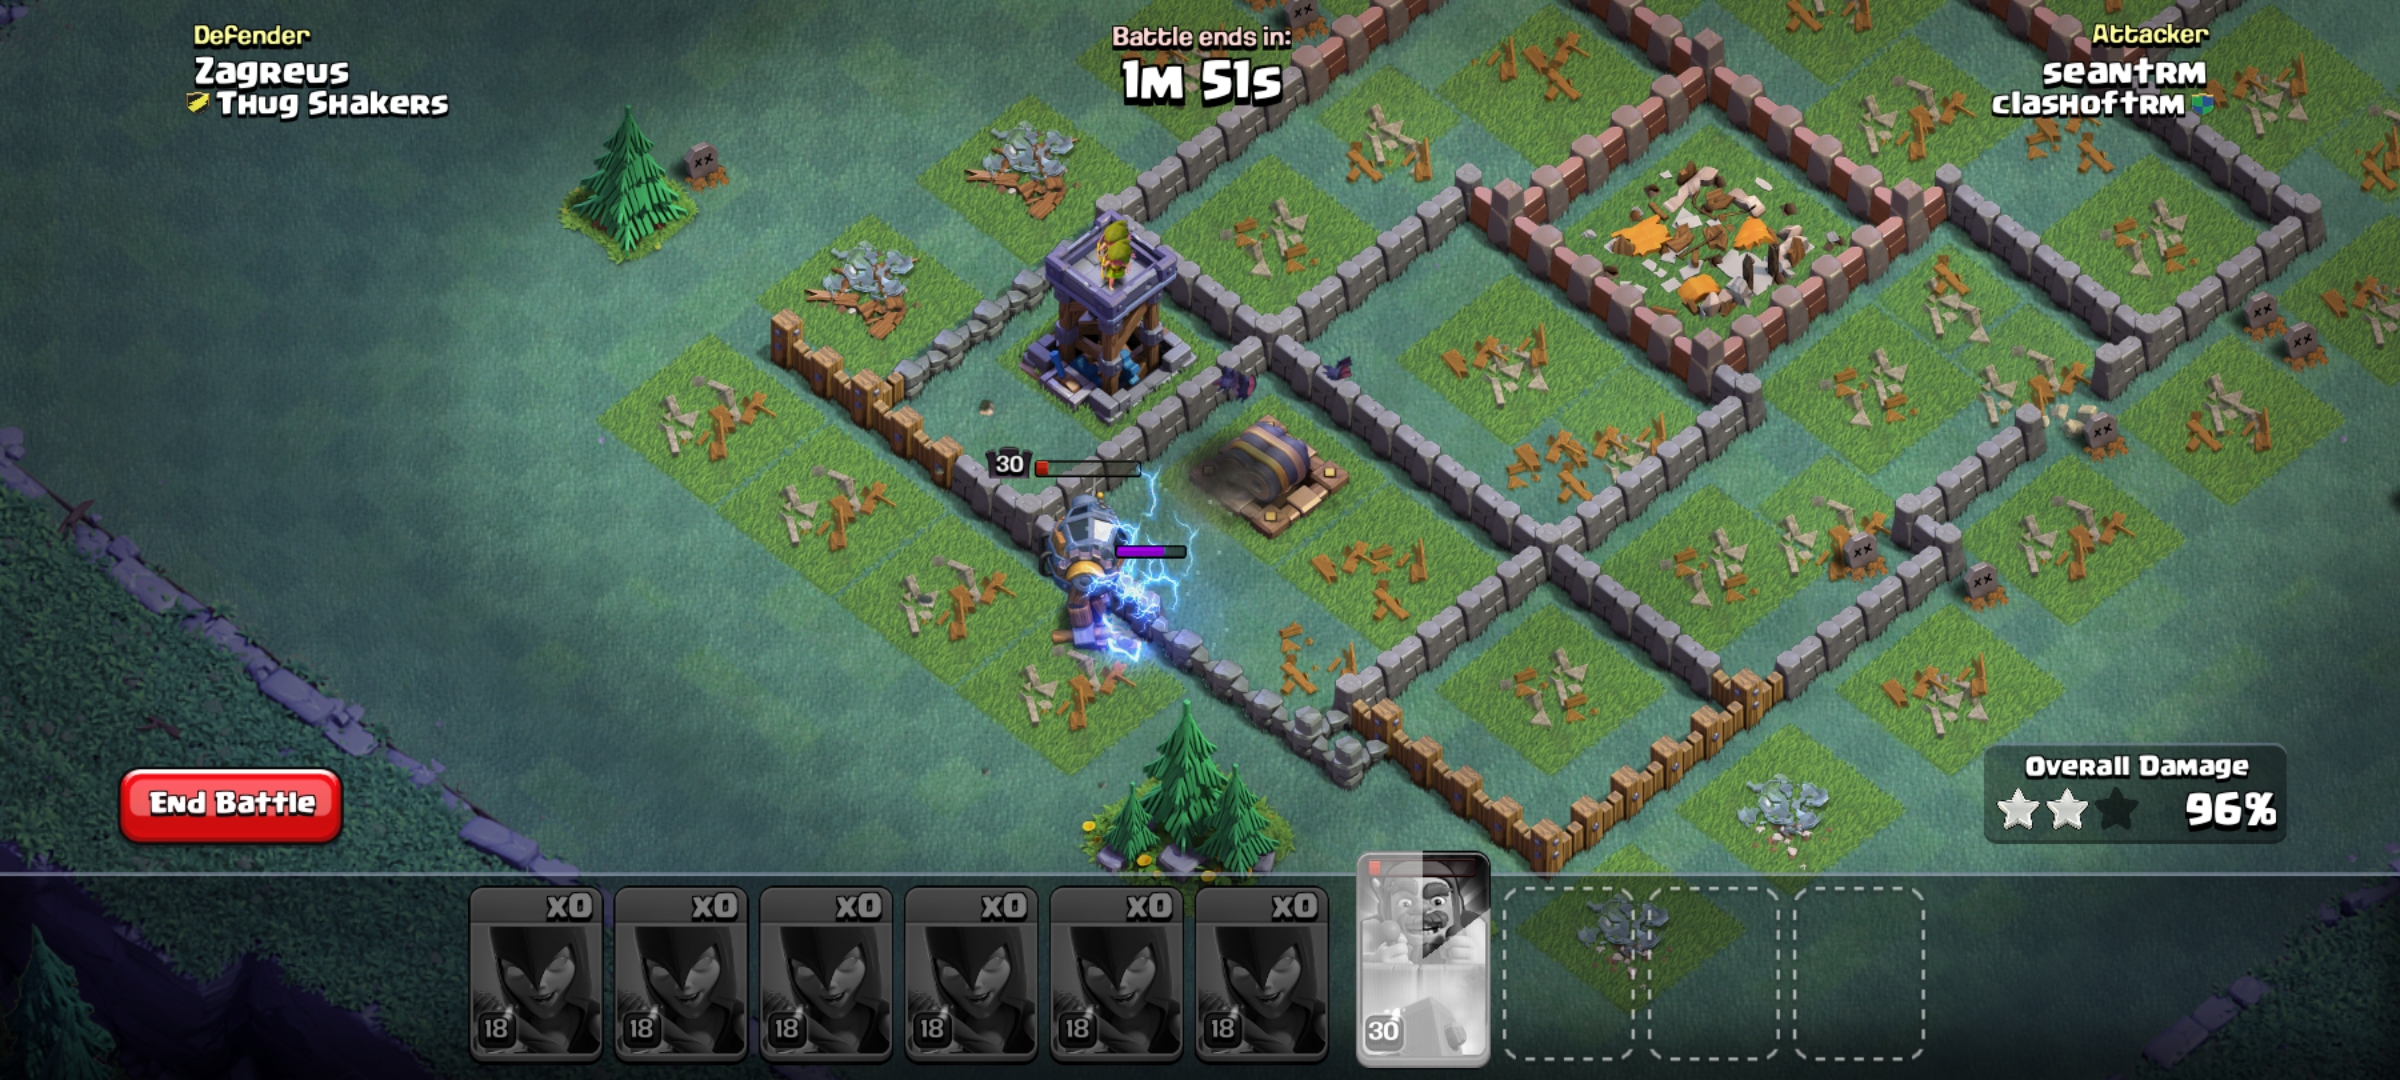 Defender
Zagreus
Thug Shakers
Battle ends in:
1M 51s
Attacker
seantRM
clashoftRM
30
End Battle
Overall Damage
96%
x0
x0
x0
x0
x0
x0
18
18
18
18
18
18
30